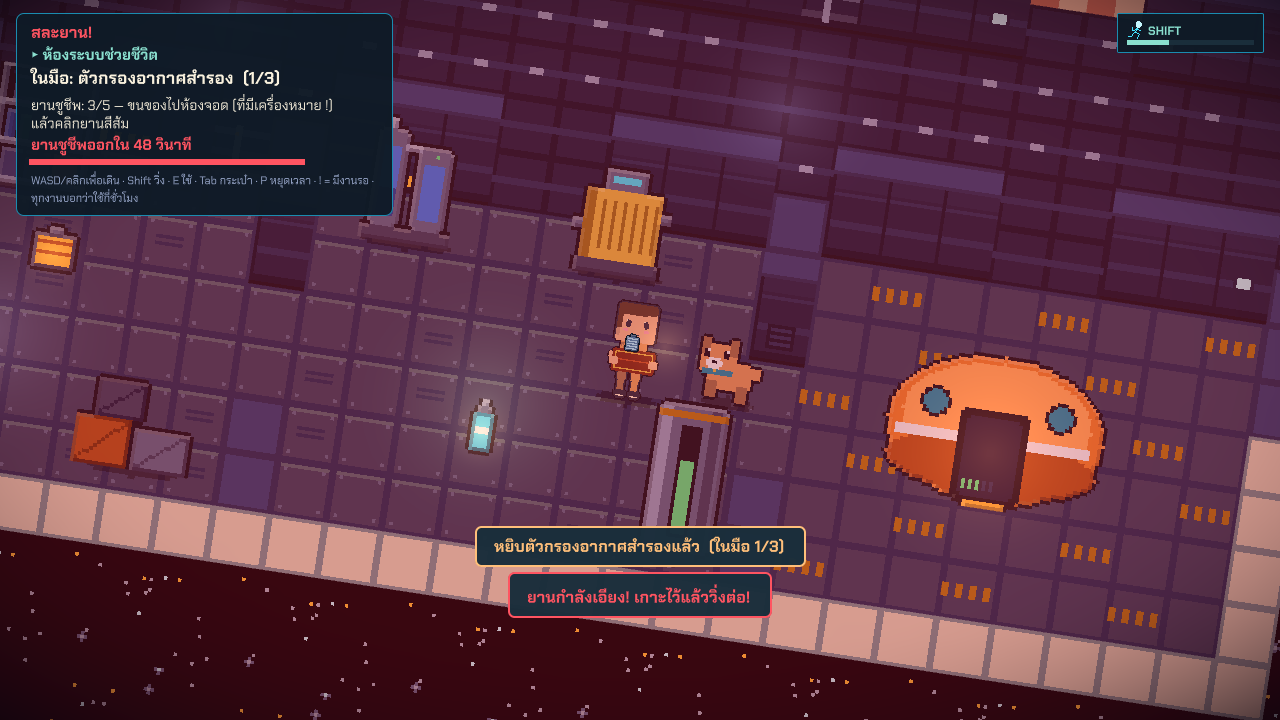 สละยาน!
▸ ห้องระบบช่วยชีวิต
ในมือ: ตัวกรองอากาศสำรอง (1/3)
ยานชูชีพ: 3/5 — ขนของไปห้องจอด (ที่มีเครื่องหมาย !)
แล้วคลิกยานสีส้ม
ยานชูชีพออกใน 48 วินาที
WASD/คลิกเพื่อเดิน · Shift วิ่ง · E ใช้ · Tab กระเป๋า · P หยุดเวลา · ! = มีงานรอ ·
ทุกงานบอกว่าใช้กี่ชั่วโมง
SHIFT
หยิบตัวกรองอากาศสำรองแล้ว (ในมือ 1/3)
ยานกำลังเอียง! เกาะไว้แล้ววิ่งต่อ!